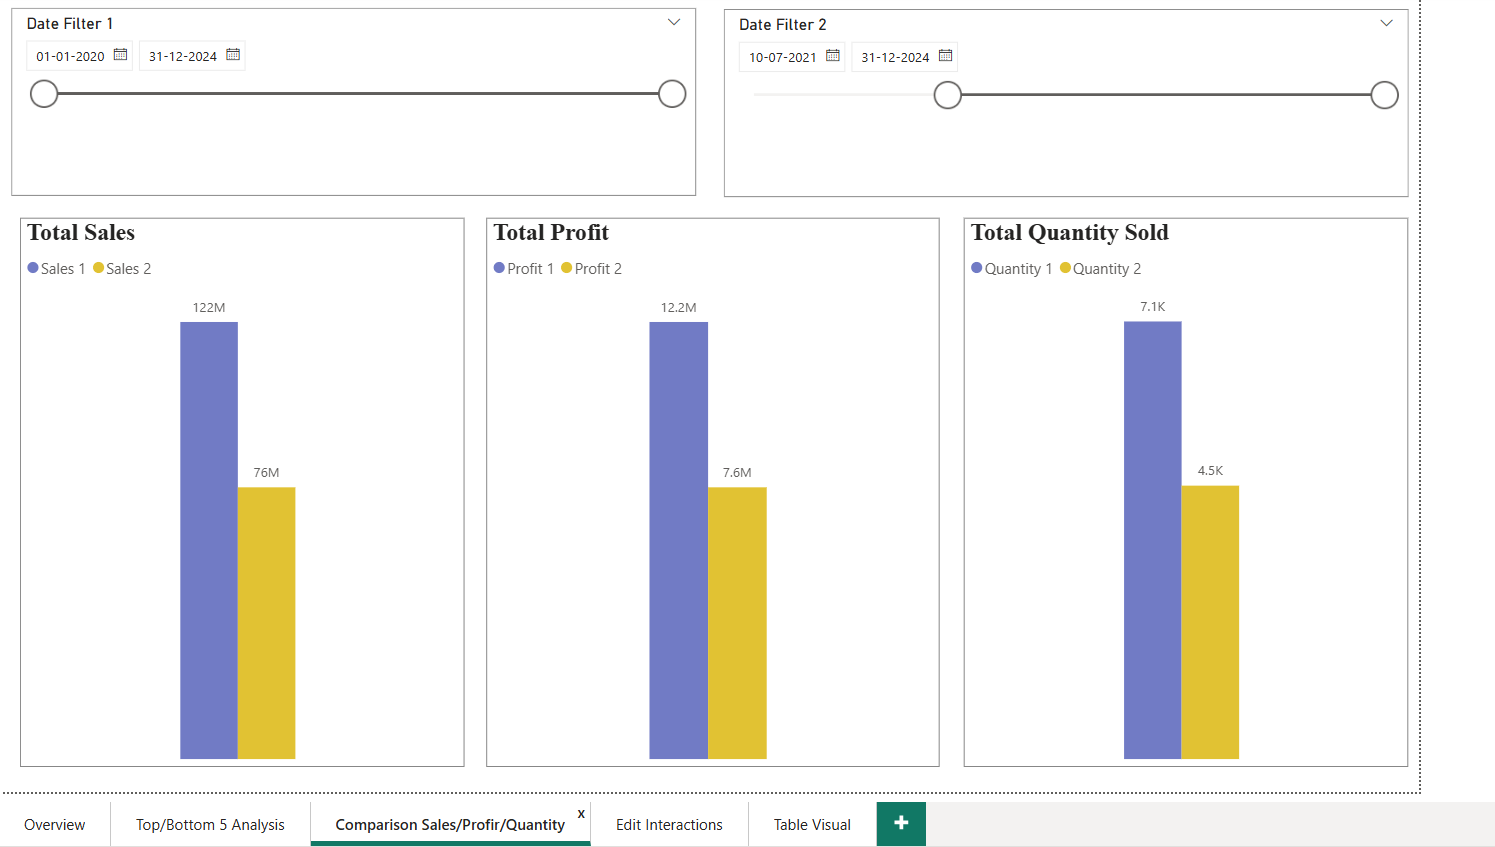 Date Filter 1
01-01-2020 31-12-2024
Date Filter 2
10-07-2021 31-12-2024
Total Sales
Sales 1 Sales 2
122M
76M
Total Profit
Profit 1 Profit 2
12.2M
7.6M
Total Quantity Sold
Quantity 1 Quantity 2
7.1K
4.5K
Overview Top/Bottom 5 Analysis Comparison Sales/Profir/Quantity x Edit Interactions Table Visual +